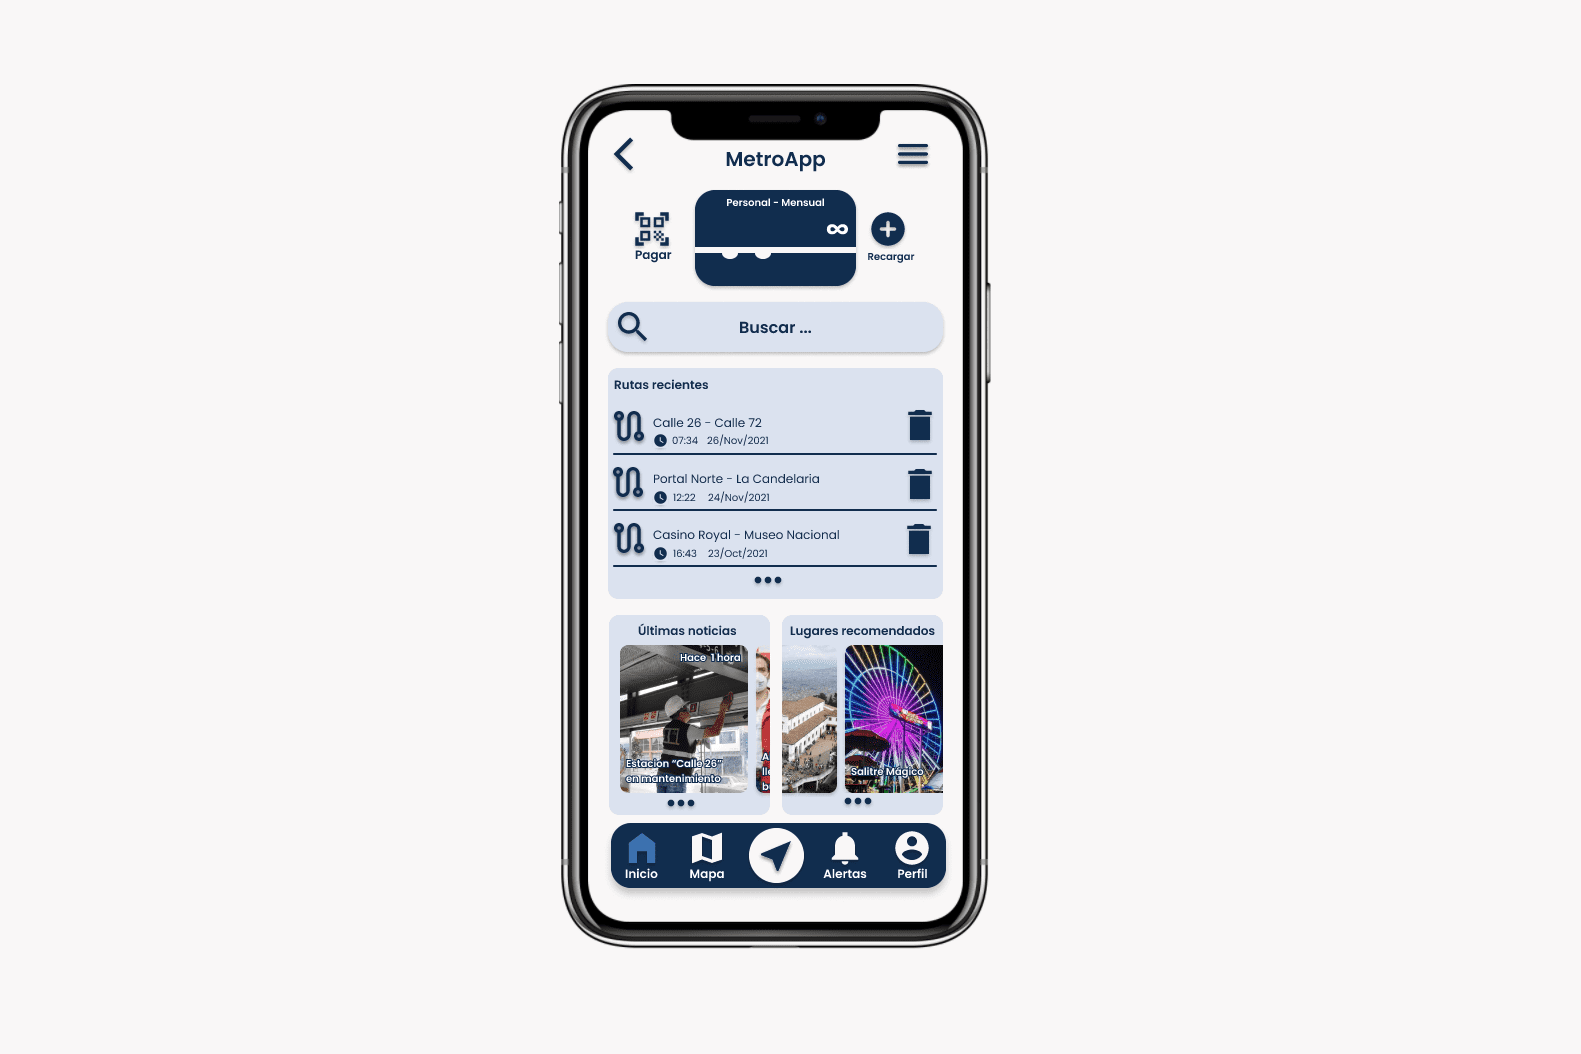 MetroApp
Personal - Mensual
∞
Pagar
Recargar
Buscar ...
Rutas recientes
Calle 26 - Calle 72
07:34 26/Nov/2021
Portal Norte - La Candelaria
12:22 24/Nov/2021
Casino Royal - Museo Nacional
16:43 23/Oct/2021
Últimas noticias
Hace 1 hora
Estación "Calle 26"
en mantenimiento
Lugares recomendados
Salitre Mágico
Inicio
Mapa
Alertas
Perfil